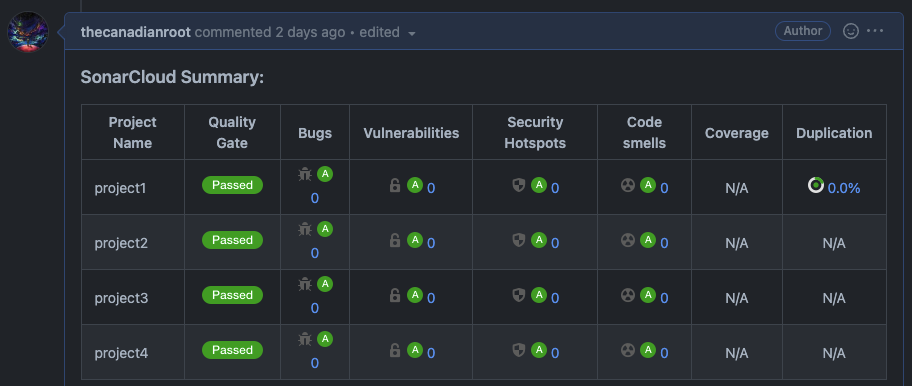 thecanadianroot commented 2 days ago • edited
Author
SonarCloud Summary:
Project Name Quality Gate Bugs Vulnerabilities Security Hotspots Code smells Coverage Duplication
project1 Passed A 0 A 0 A 0 A 0 N/A 0.0%
project2 Passed A 0 A 0 A 0 A 0 N/A N/A
project3 Passed A 0 A 0 A 0 A 0 N/A N/A
project4 Passed A 0 A 0 A 0 A 0 N/A N/A